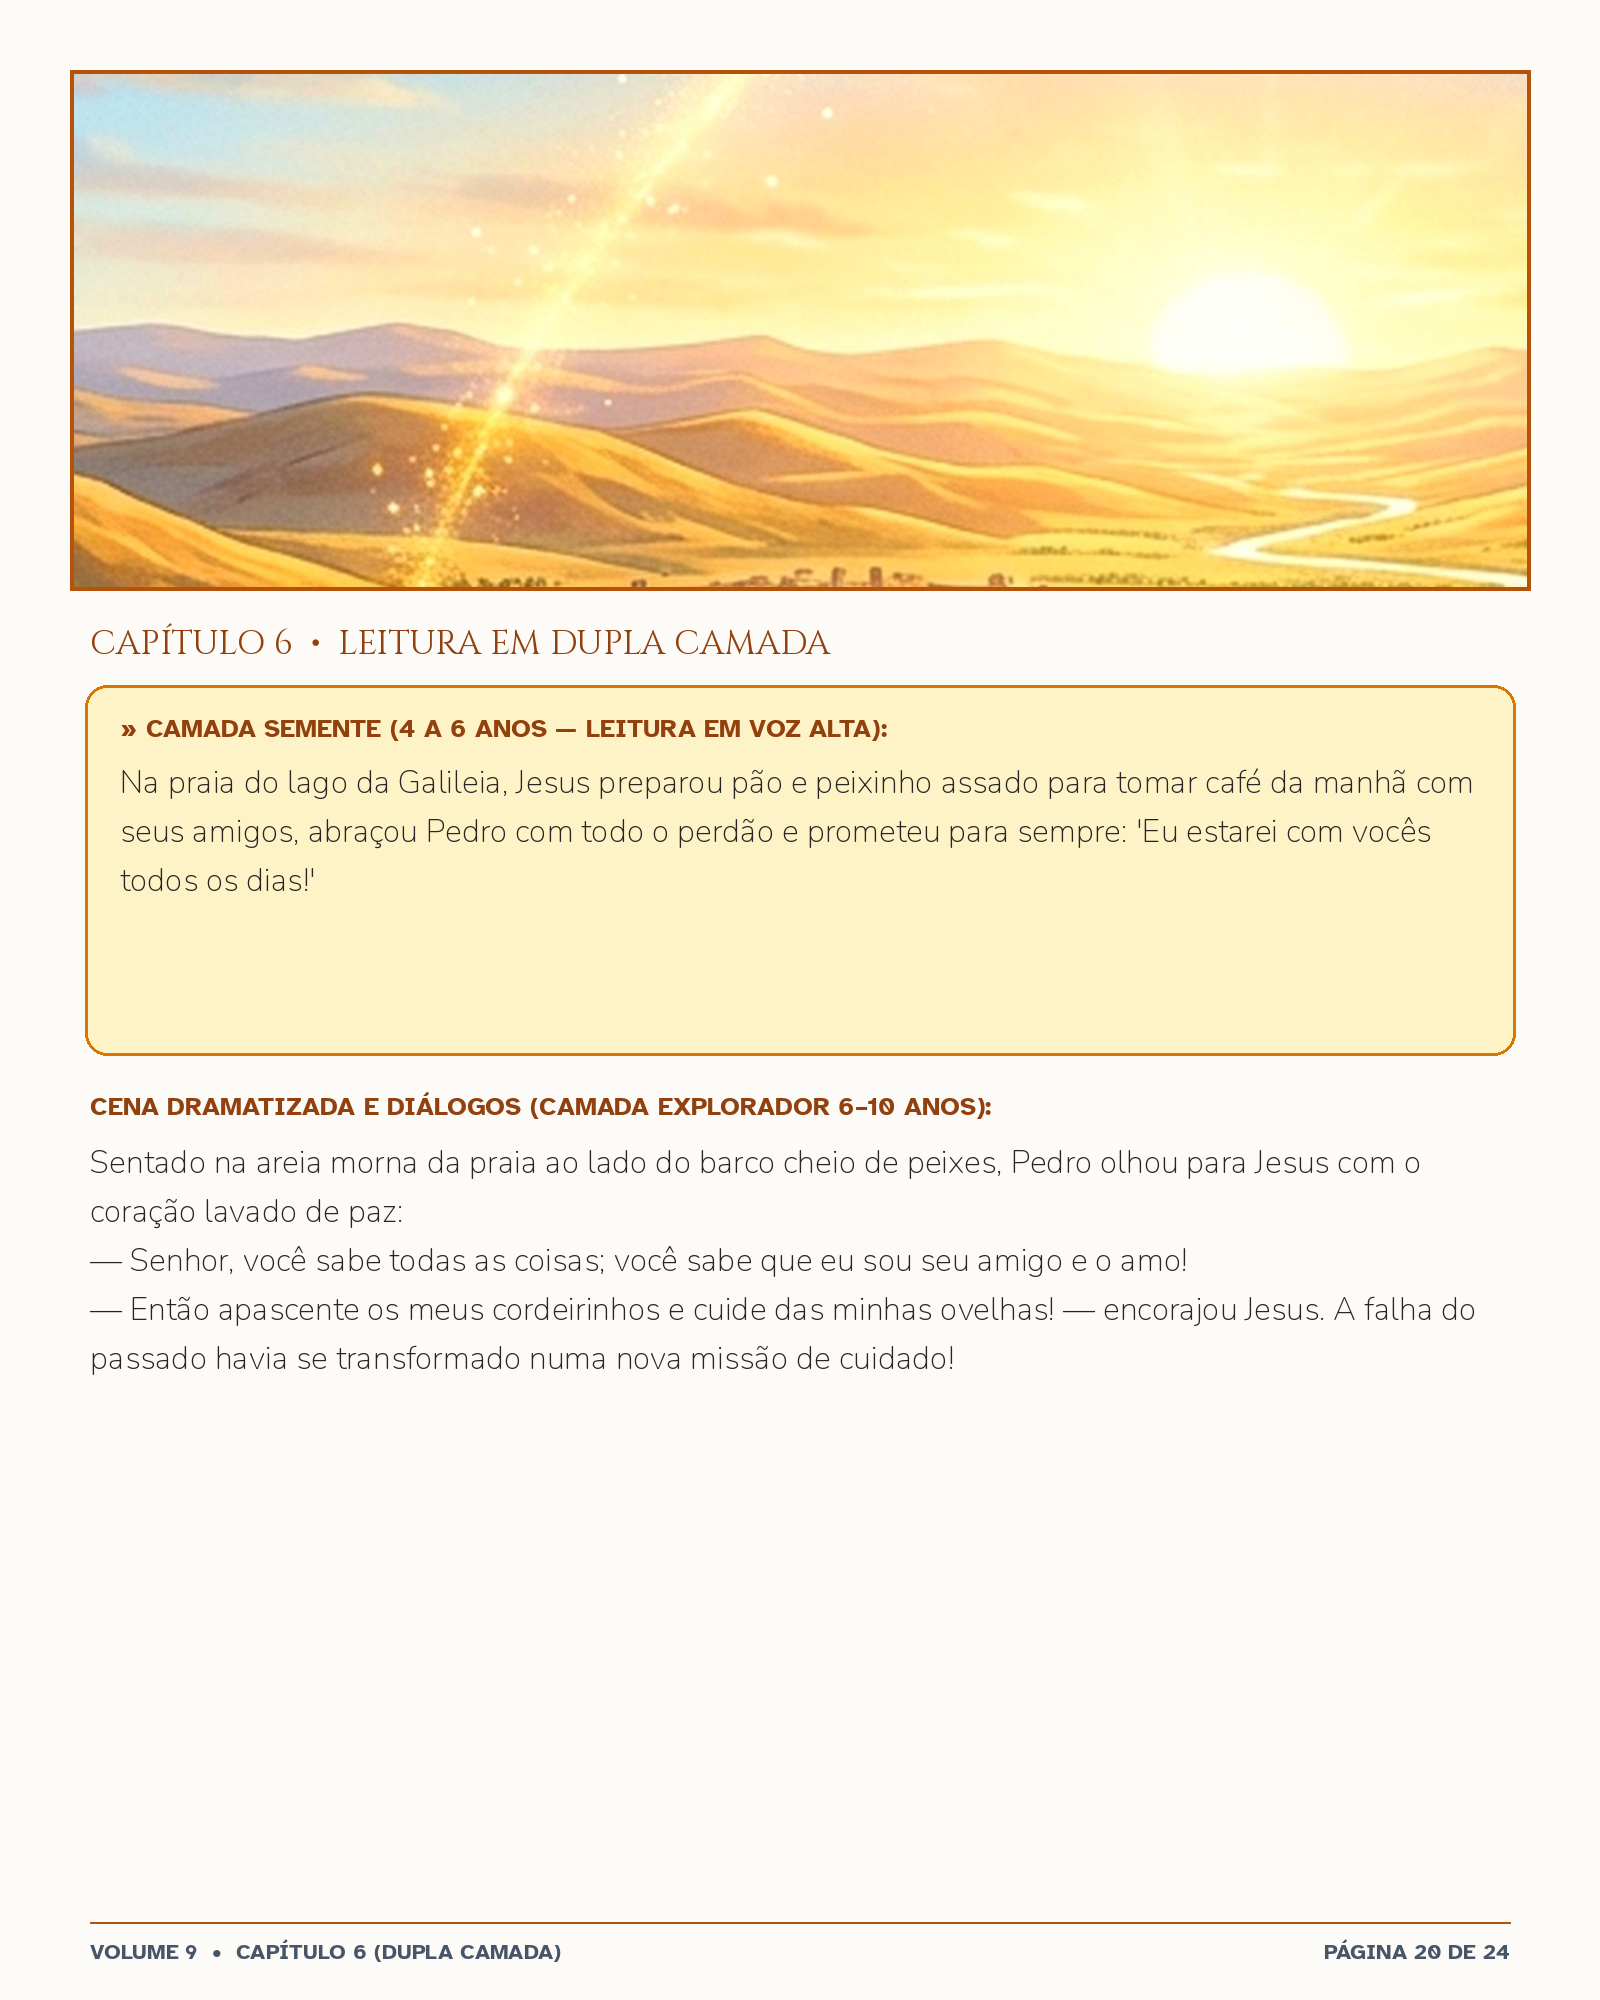 CAPÍTULO 6 • LEITURA EM DUPLA CAMADA
» CAMADA SEMENTE (4 A 6 ANOS — LEITURA EM VOZ ALTA):
Na praia do lago da Galileia, Jesus preparou pão e peixinho assado para tomar café da manhã com
seus amigos, abraçou Pedro com todo o perdão e prometeu para sempre: 'Eu estarei com vocês
todos os dias!'
CENA DRAMATIZADA E DIÁLOGOS (CAMADA EXPLORADOR 6–10 ANOS):
Sentado na areia morna da praia ao lado do barco cheio de peixes, Pedro olhou para Jesus com o
coração lavado de paz:
— Senhor, você sabe todas as coisas; você sabe que eu sou seu amigo e o amo!
— Então apascente os meus cordeirinhos e cuide das minhas ovelhas! — encorajou Jesus. A falha do
passado havia se transformado numa nova missão de cuidado!
VOLUME 9 • CAPÍTULO 6 (DUPLA CAMADA)
PÁGINA 20 DE 24